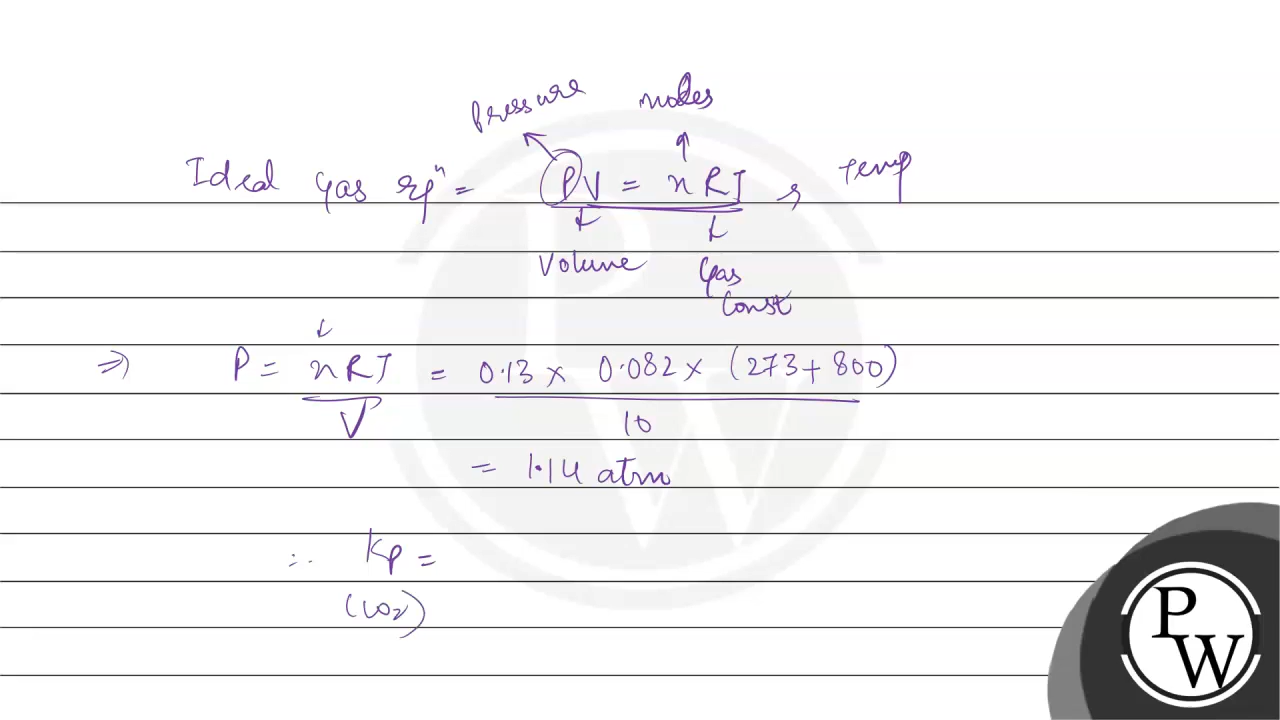 pressure moles
Ideal gas eqⁿ = PV = nRT → Temp
Volume gas
const
⇒ P = nRT/V = 0.13 × 0.082 × (273 + 800)/10
= 1.14 atm
∴ Kp =
(CO₂)
PW